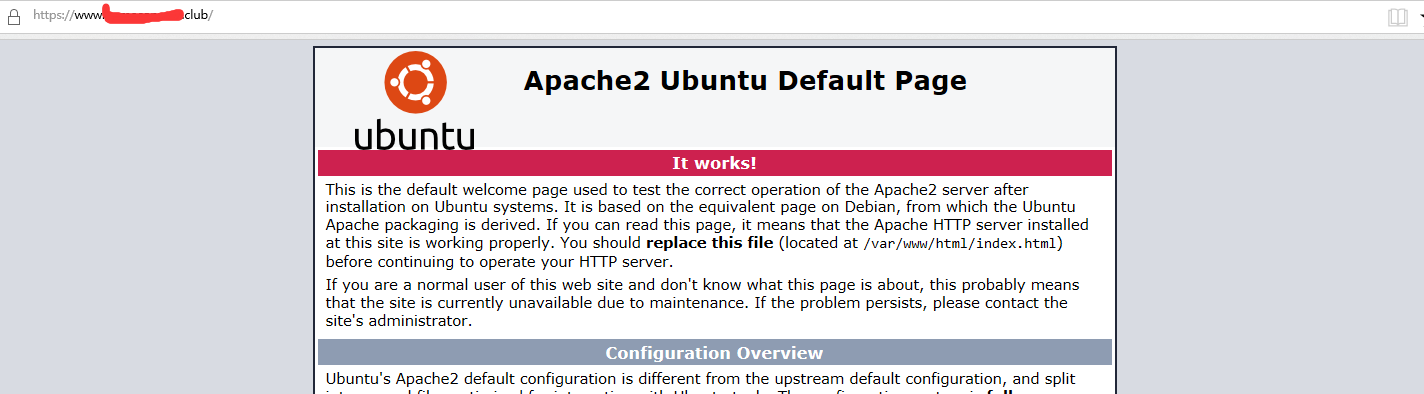 https://www. .club/
Apache2 Ubuntu Default Page
ubuntu
It works!
This is the default welcome page used to test the correct operation of the Apache2 server after
installation on Ubuntu systems. It is based on the equivalent page on Debian, from which the Ubuntu
Apache packaging is derived. If you can read this page, it means that the Apache HTTP server installed
at this site is working properly. You should replace this file (located at /var/www/html/index.html)
before continuing to operate your HTTP server.
If you are a normal user of this web site and don't know what this page is about, this probably means
that the site is currently unavailable due to maintenance. If the problem persists, please contact the
site's administrator.
Configuration Overview
Ubuntu's Apache2 default configuration is different from the upstream default configuration, and split